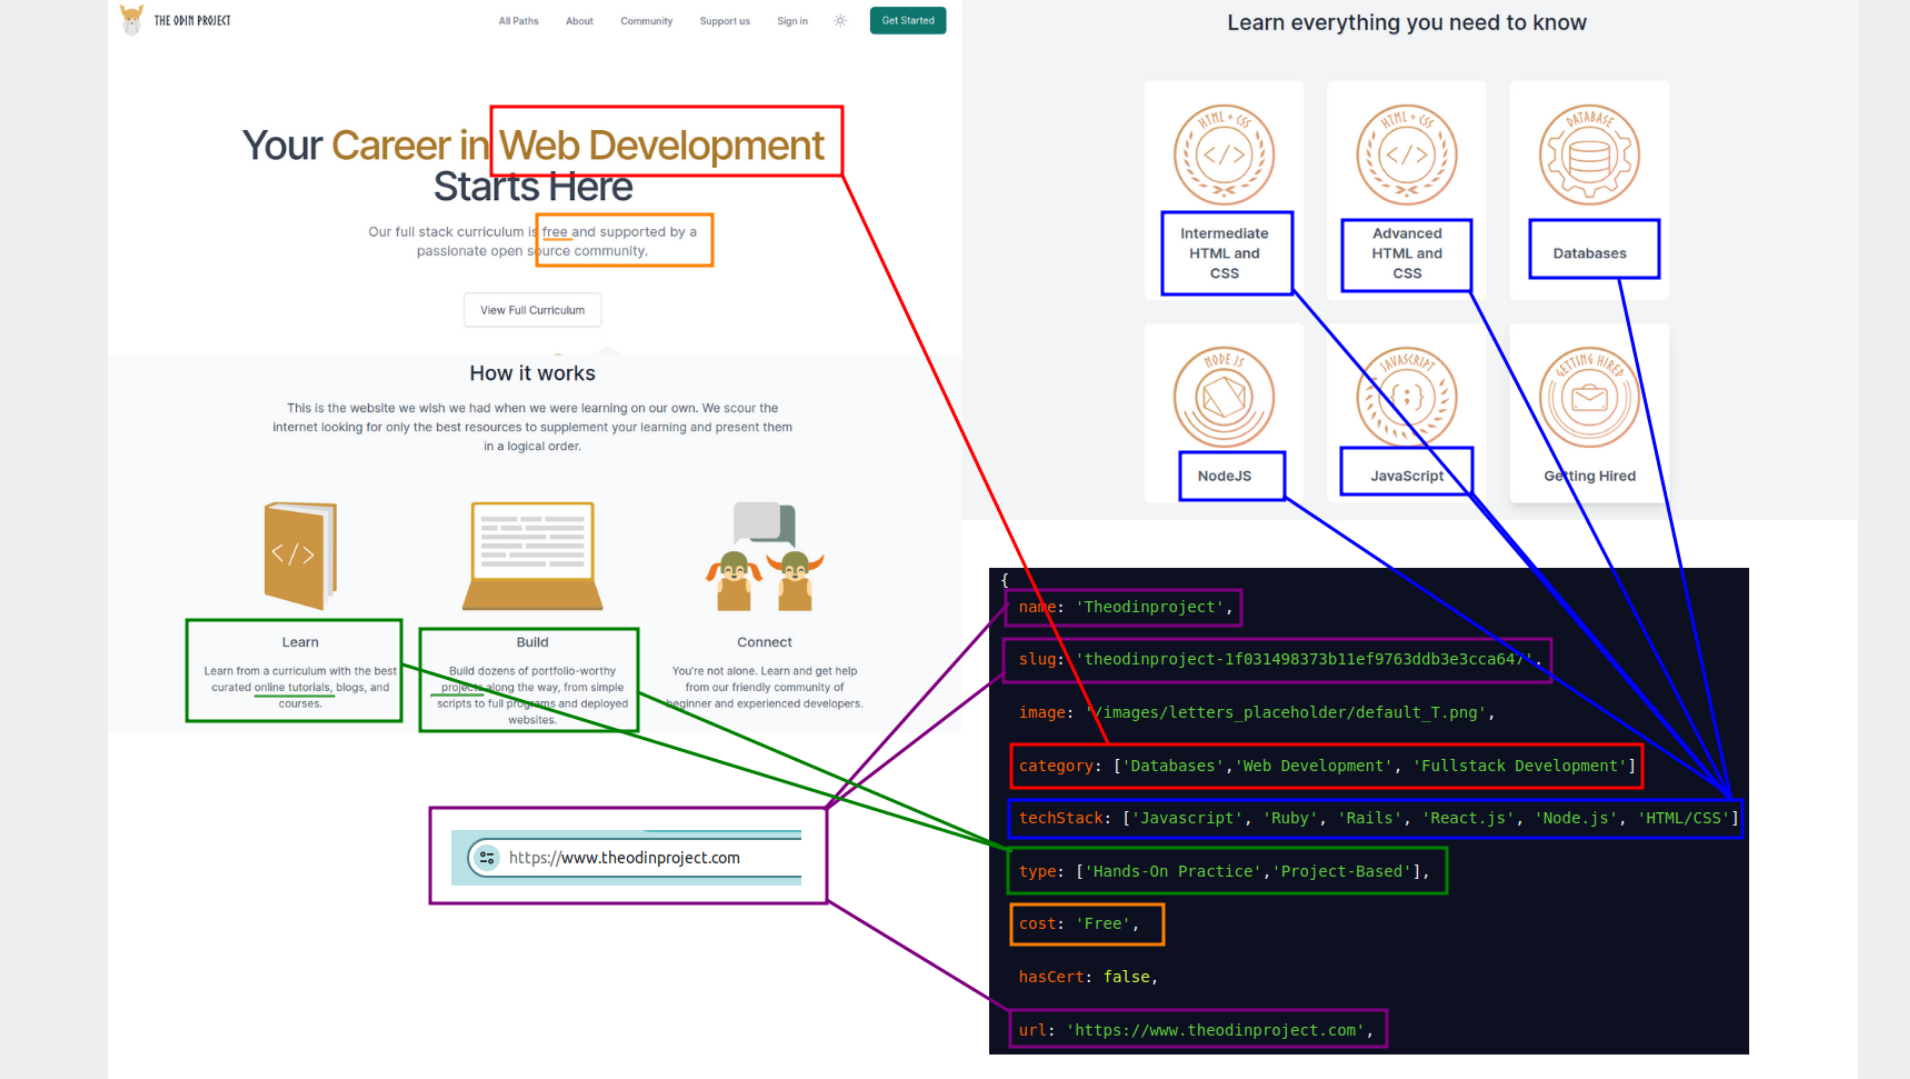 THE ODIN PROJECT
All Paths
About
Community
Support us
Sign in
Get Started
Your Career in Web Development
Starts Here
Our full stack curriculum is free and supported by a
passionate open source community.
View Full Curriculum
How it works
This is the website we wish we had when we were learning on our own. We scour the
internet looking for only the best resources to supplement your learning and present them
in a logical order.
Learn
Learn from a curriculum with the best
curated online tutorials, blogs, and
courses.
Build
Build dozens of portfolio-worthy
projects along the way, from simple
scripts to full programs and deployed
websites.
Connect
You're not alone. Learn and get help
from our friendly community of
beginner and experienced developers.
https://www.theodinproject.com
Learn everything you need to know
HTML + CSS
Intermediate
HTML and
CSS
HTML + CSS
Advanced
HTML and
CSS
DATABASE
Databases
NODE JS
NodeJS
JAVASCRIPT
JavaScript
GETTING HIRED
Getting Hired
{
name: 'Theodinproject',
slug: 'theodinproject-1f031498373b11ef9763ddb3e3cca647',
image: '/images/letters_placeholder/default_T.png',
category: ['Databases','Web Development', 'Fullstack Development']
techStack: ['Javascript', 'Ruby', 'Rails', 'React.js', 'Node.js', 'HTML/CSS']
type: ['Hands-On Practice','Project-Based'],
cost: 'Free',
hasCert: false,
url: 'https://www.theodinproject.com',